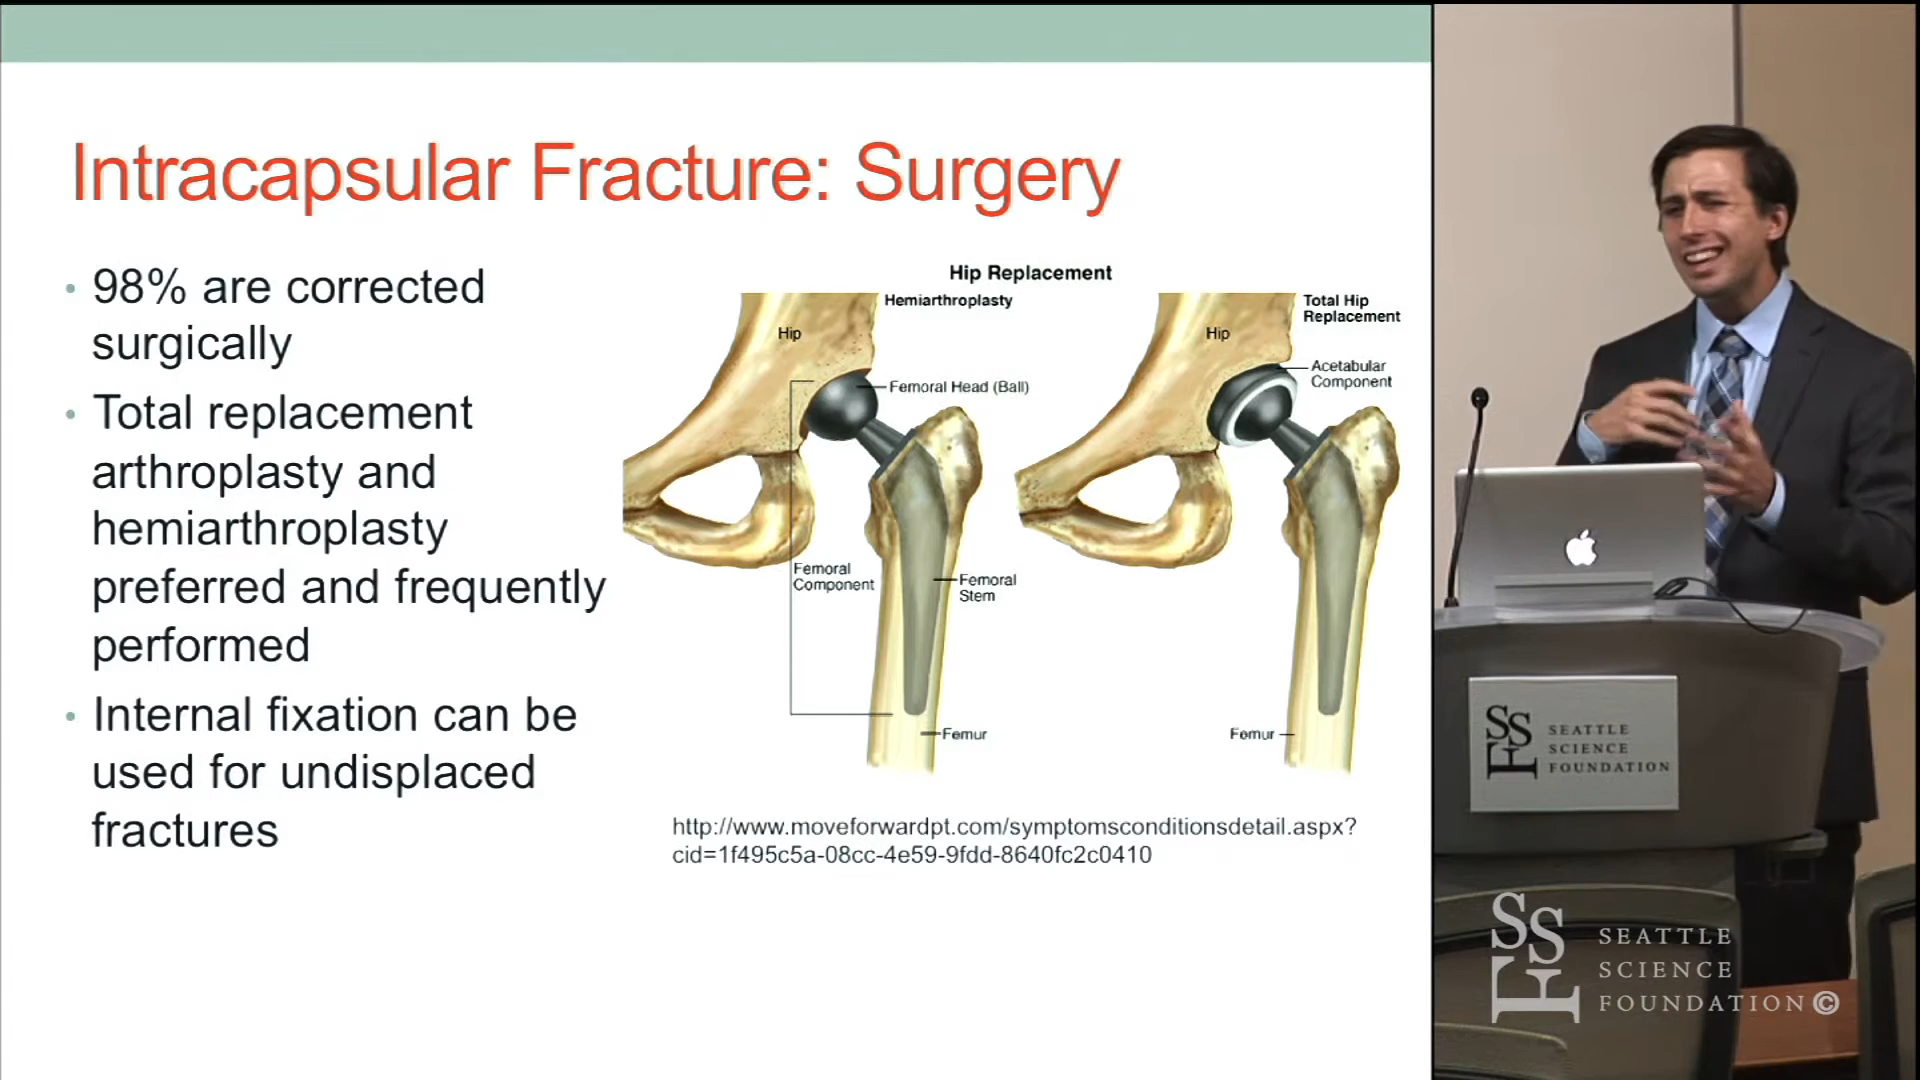 Intracapsular Fracture: Surgery
• 98% are corrected
surgically
• Total replacement
arthroplasty and
hemiarthroplasty
preferred and frequently
performed
• Internal fixation can be
used for undisplaced
fractures
Hip Replacement
Hemiarthroplasty
Hip
Femoral Head (Ball)
Femoral
Component
Femoral
Stem
Femur
Total Hip
Replacement
Hip
Acetabular
Component
Femur
http://www.moveforwardpt.com/symptomsconditionsdetail.aspx?
cid=1f495c5a-08cc-4e59-9fdd-8640fc2c0410
SSF
SEATTLE
SCIENCE
FOUNDATION
SSF
SEATTLE
SCIENCE
FOUNDATION©